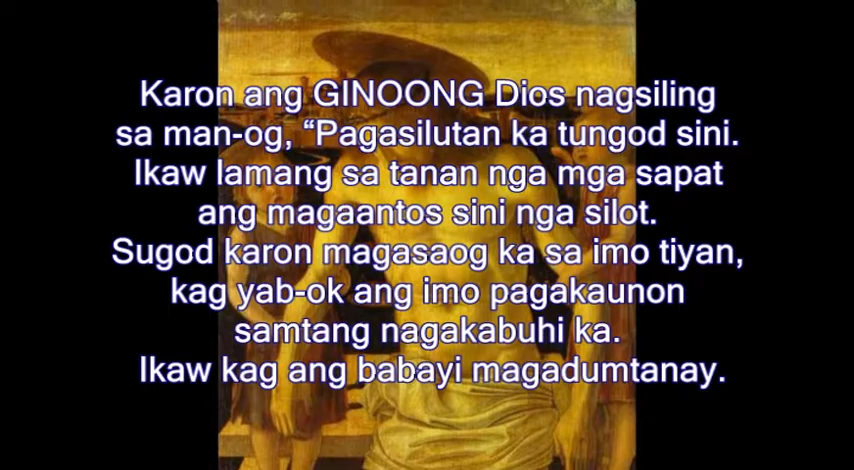 Karon ang GINOONG Dios nagsiling
sa man-og, “Pagasilutan ka tungod sini.
Ikaw lamang sa tanan nga mga sapat
ang magaantos sini nga silot.
Sugod karon magasaog ka sa imo tiyan,
kag yab-ok ang imo pagakaunon
samtang nagakabuhi ka.
Ikaw kag ang babayi magadumtanay.